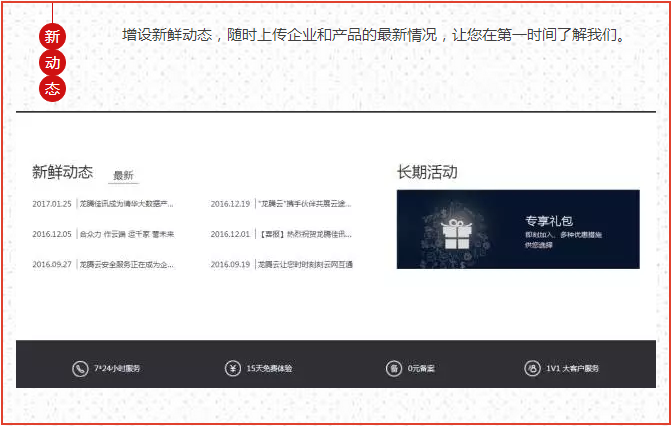 新
动
态
增设新鲜动态，随时上传企业和产品的最新情况，让您在第一时间了解我们。
新鲜动态 最新
长期活动
2017.01.25 龙腾佳讯成为清华大数据产...
2016.12.19 “龙腾云”携手伙伴共展云途...
2016.12.05 合众力 作云端 运千家 誉未来
2016.12.01 【喜报】热烈祝贺龙腾佳讯...
2016.09.27 龙腾云安全服务正在成为企...
2016.09.19 龙腾云让您时时刻刻云网互通
专享礼包
即刻加入，多种优惠措施
供您选择
7*24小时服务
¥ 15天免费体验
备 0元备案
1V1 大客户服务